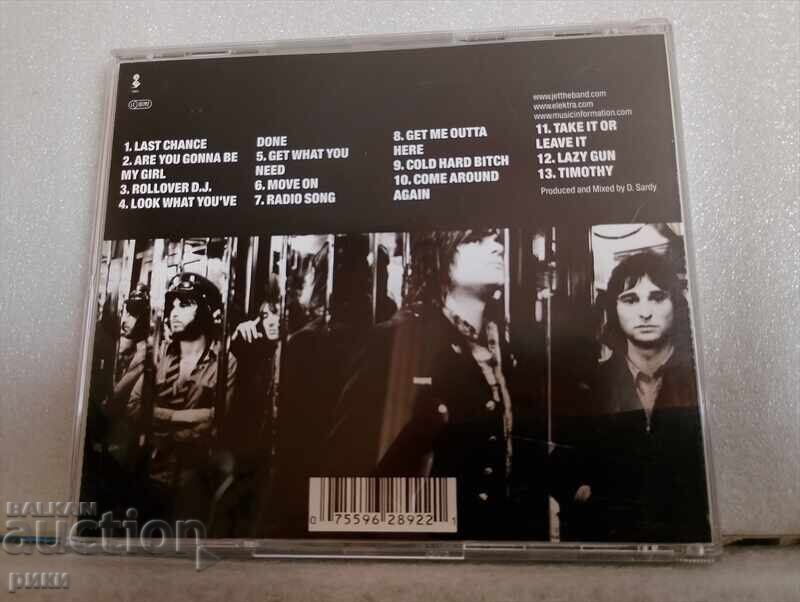 1. LAST CHANCE
2. ARE YOU GONNA BE
MY GIRL
3. ROLLOVER D.J.
4. LOOK WHAT YOU'VE
DONE
5. GET WHAT YOU
NEED
6. MOVE ON
7. RADIO SONG
8. GET ME OUTTA
HERE
9. COLD HARD BITCH
10. COME AROUND
AGAIN
www.jettheband.com
www.elektra.com
www.musicinformation.com
11. TAKE IT OR
LEAVE IT
12. LAZY GUN
13. TIMOTHY
Produced and Mixed by D. Sardy
0 75596 28922 1
BALKAN
auction
рики